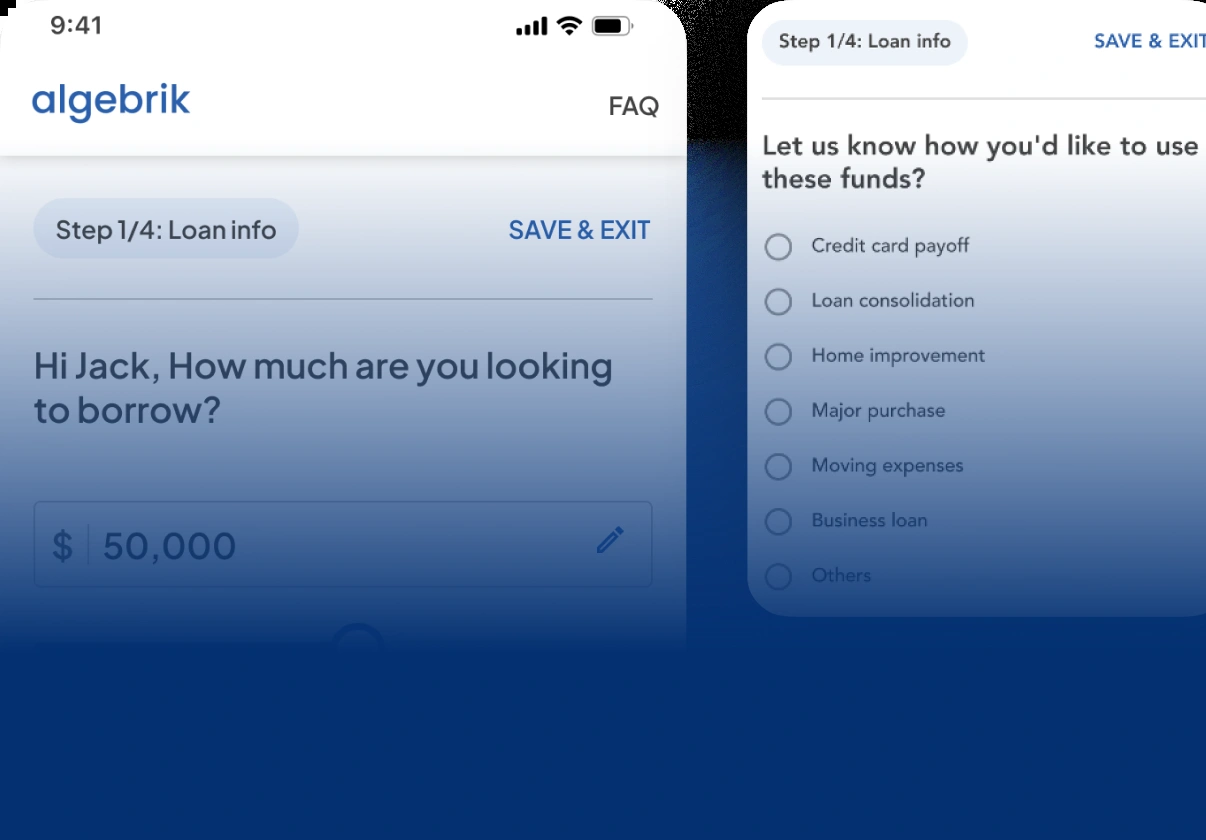 9:41
algebrik
FAQ
Step 1/4: Loan info
SAVE & EXIT
Hi Jack, How much are you looking
to borrow?
$ 50,000
Step 1/4: Loan info
SAVE & EXIT
Let us know how you'd like to use
these funds?
Credit card payoff
Loan consolidation
Home improvement
Major purchase
Moving expenses
Business loan
Others